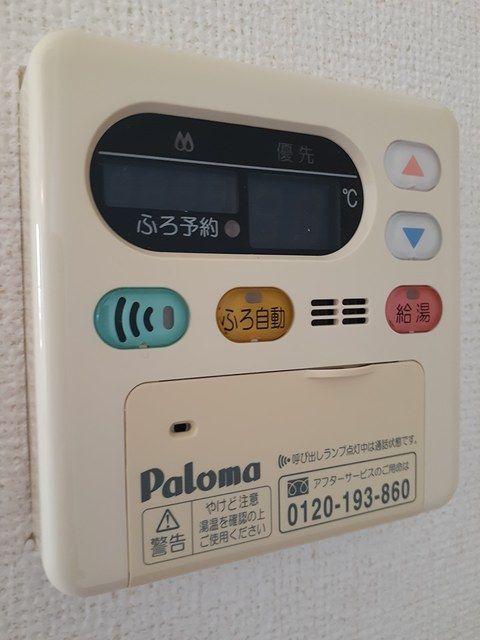 優先
℃
ふろ予約
ふろ自動
給湯
呼び出しランプ点灯中は通話状態です。
Paloma
警告
やけど注意
湯温を確認の上
ご使用ください
アフターサービスのご用命は
0120-193-860